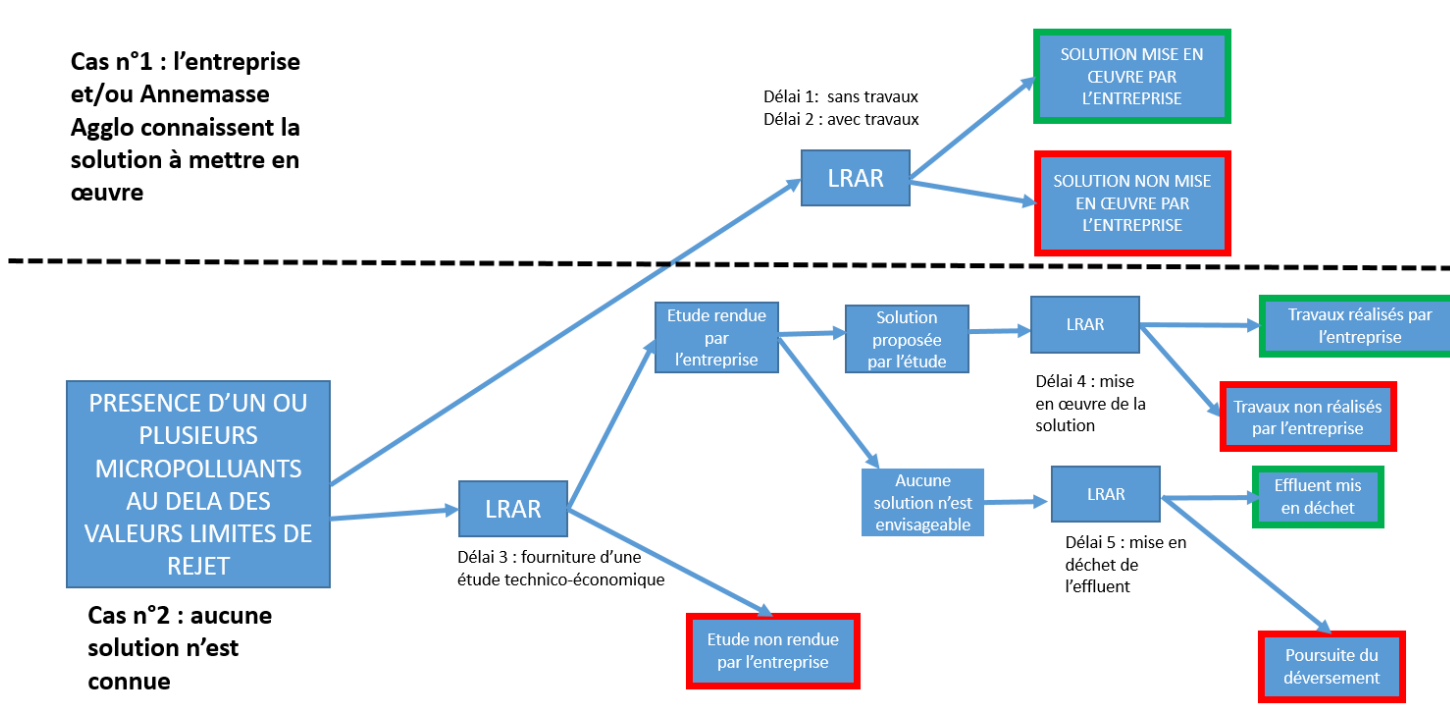 Cas n°1 : l'entreprise
et/ou Annemasse
Agglo connaissent la
solution à mettre en
œuvre
Délai 1:  sans travaux
Délai 2 : avec travaux
LRAR
SOLUTION MISE EN
ŒUVRE PAR
L'ENTREPRISE
SOLUTION NON MISE
EN ŒUVRE PAR
L'ENTREPRISE
PRESENCE D'UN OU
PLUSIEURS
MICROPOLLUANTS
AU DELA DES
VALEURS LIMITES DE
REJET
Cas n°2 : aucune
solution n'est
connue
LRAR
Délai 3 : fourniture d'une
étude technico-économique
Etude rendue
par
l'entreprise
Etude non rendue
par l'entreprise
Solution
proposée
par l'étude
LRAR
Délai 4 : mise
en œuvre de la
solution
Travaux réalisés par
l'entreprise
Travaux non réalisés
par l'entreprise
Aucune
solution n'est
envisageable
LRAR
Délai 5 : mise en
déchet de
l'effluent
Effluent mis
en déchet
Poursuite du
déversement